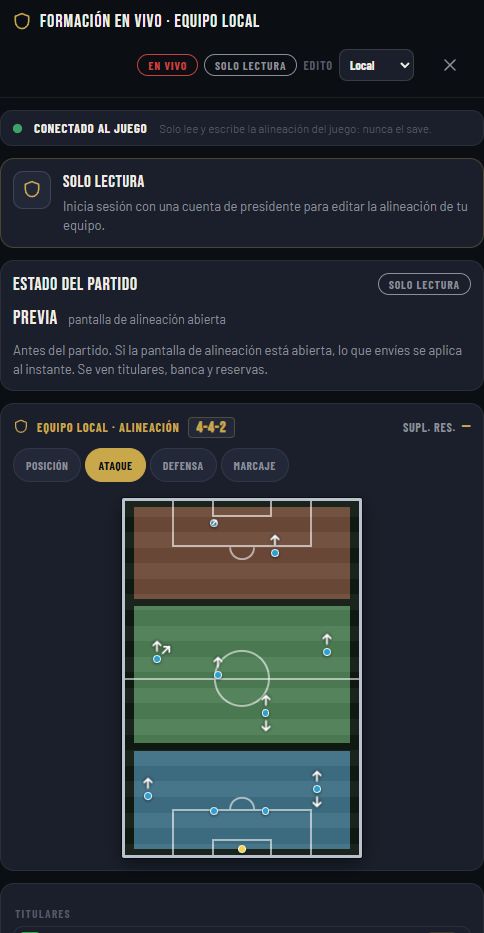 FORMACIÓN EN VIVO · EQUIPO LOCAL
EN VIVO
SOLO LECTURA
EDITO
Local
CONECTADO AL JUEGO
Solo lee y escribe la alineación del juego: nunca el save.
SOLO LECTURA
Inicia sesión con una cuenta de presidente para editar la alineación de tu
equipo.
ESTADO DEL PARTIDO
SOLO LECTURA
PREVIA pantalla de alineación abierta
Antes del partido. Si la pantalla de alineación está abierta, lo que envíes se aplica
al instante. Se ven titulares, banca y reservas.
EQUIPO LOCAL · ALINEACIÓN
4-4-2
SUPL. RES. —
POSICIÓN
ATAQUE
DEFENSA
MARCAJE
TITULARES